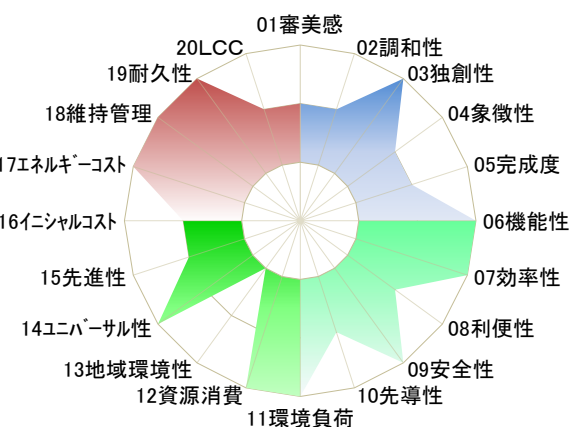 01審美感
02調和性
03独創性
04象徴性
05完成度
06機能性
07効率性
08利便性
09安全性
10先導性
11環境負荷
12資源消費
13地域環境性
14ﾕﾆﾊﾞｰｻﾙ性
15先進性
16ｲﾆｼｬﾙｺｽﾄ
17ｴﾈﾙｷﾞｰｺｽﾄ
18維持管理
19耐久性
20LCC